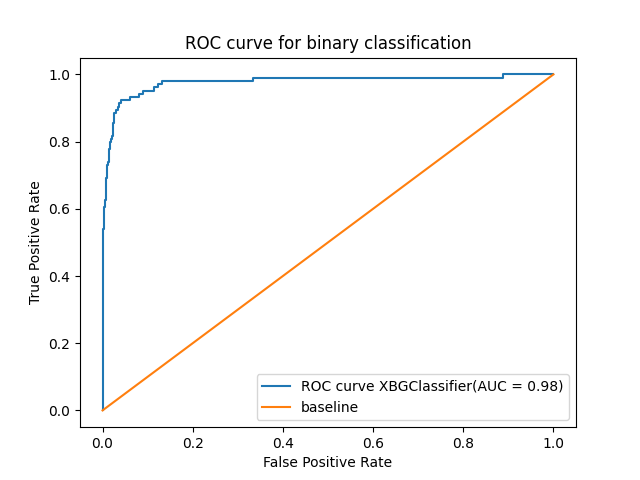 ROC curve for binary classification
True Positive Rate
1.0
0.8
0.6
0.4
0.2
0.0
ROC curve XBGClassifier(AUC = 0.98)
baseline
0.0 0.2 0.4 0.6 0.8 1.0
False Positive Rate